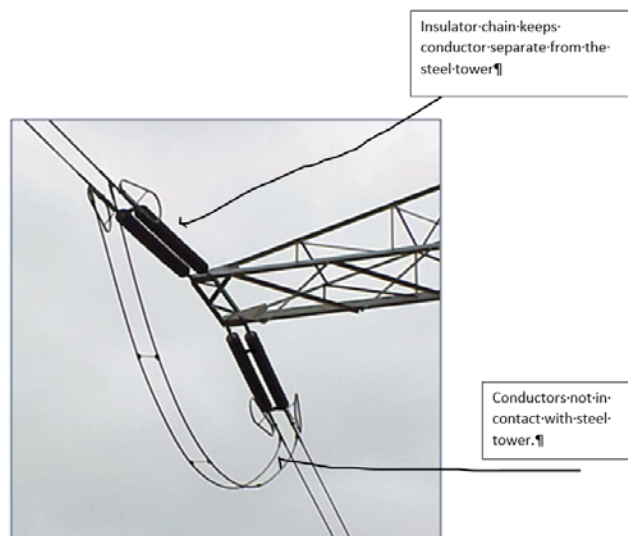 Insulator·chain·keeps·
conductor·separate·from·the·
steel·tower¶
Conductors·not·in·
contact·with·steel·
tower.¶